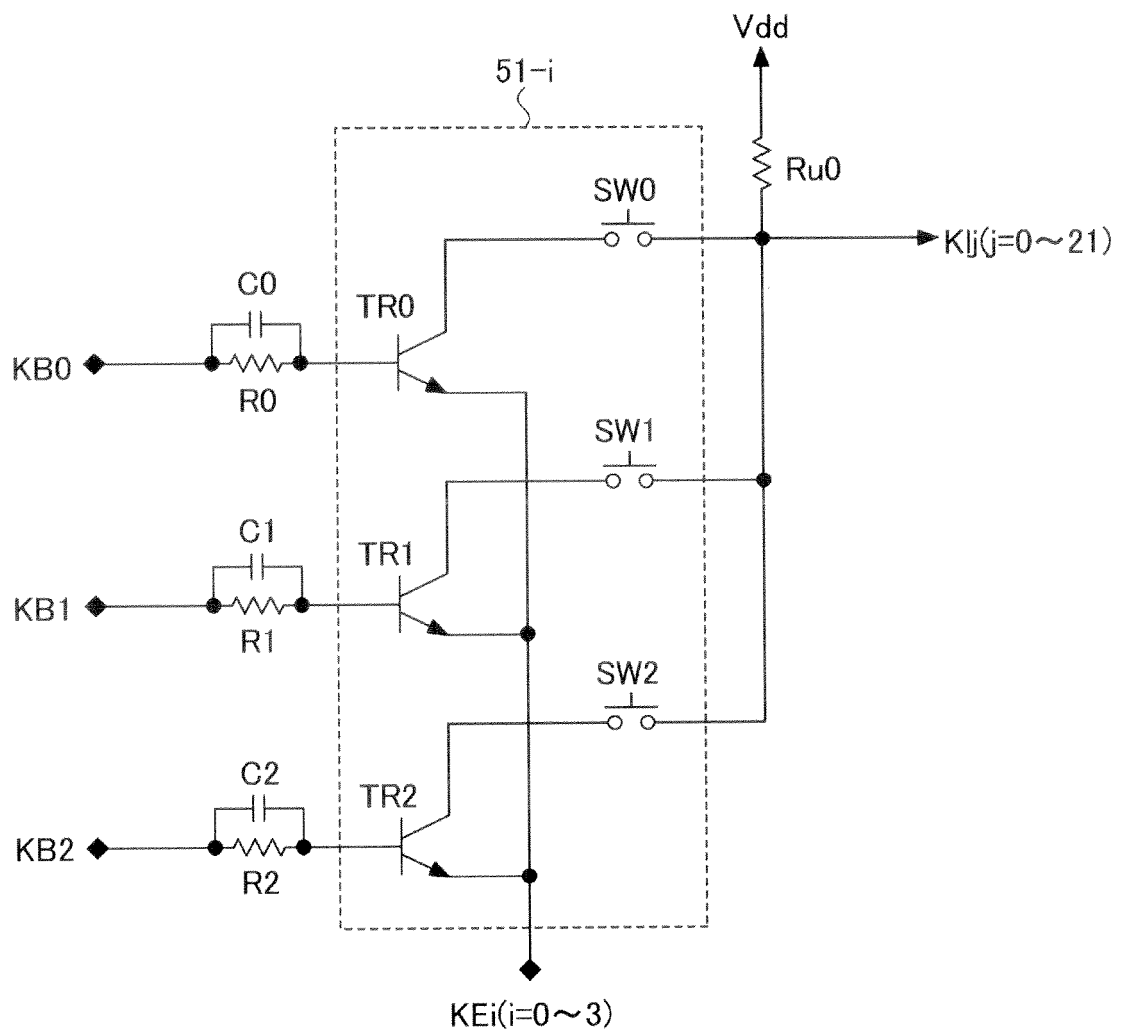 Vdd
51-i
Ru0
SW0
KIj(j=0～21)
C0
TR0
KB0
R0
SW1
C1
TR1
KB1
R1
SW2
C2
TR2
KB2
R2
KEi(i=0～3)